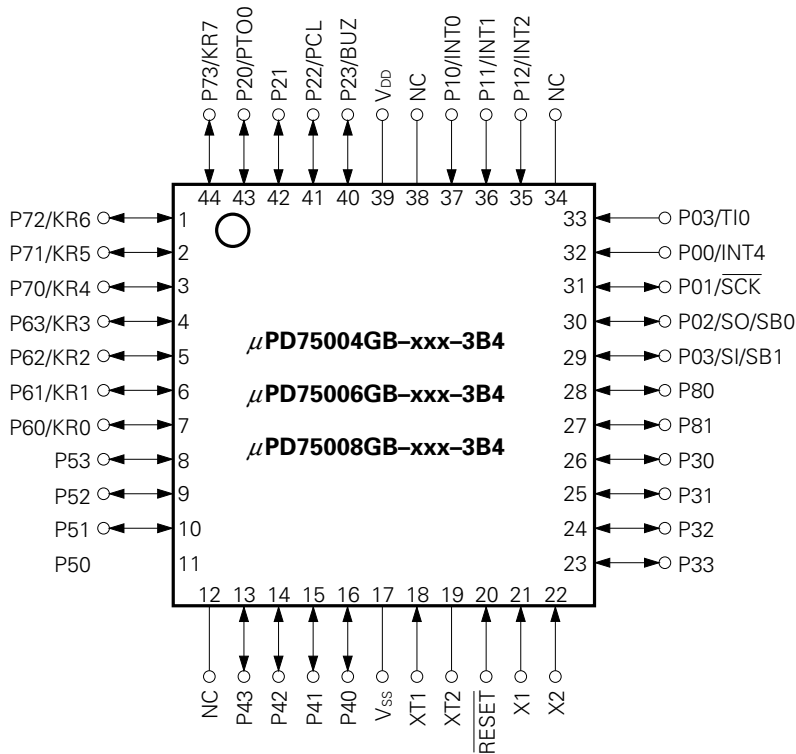 P73/KR7
P20/PTO0
P21
P22/PCL
P23/BUZ
VDD
NC
P10/INT0
P11/INT1
P12/INT2
NC
44 43 42 41 40 39 38 37 36 35 34
P72/KR6 1
P71/KR5 2
P70/KR4 3
P63/KR3 4
P62/KR2 5
P61/KR1 6
P60/KR0 7
P53 8
P52 9
P51 10
P50 11
μPD75004GB–xxx–3B4
μPD75006GB–xxx–3B4
μPD75008GB–xxx–3B4
33 P03/TI0
32 P00/INT4
31 P01/S̅C̅K̅
30 P02/SO/SB0
29 P03/SI/SB1
28 P80
27 P81
26 P30
25 P31
24 P32
23 P33
12 13 14 15 16 17 18 19 20 21 22
NC
P43
P42
P41
P40
VSS
XT1
XT2
R̅E̅S̅E̅T̅
X1
X2